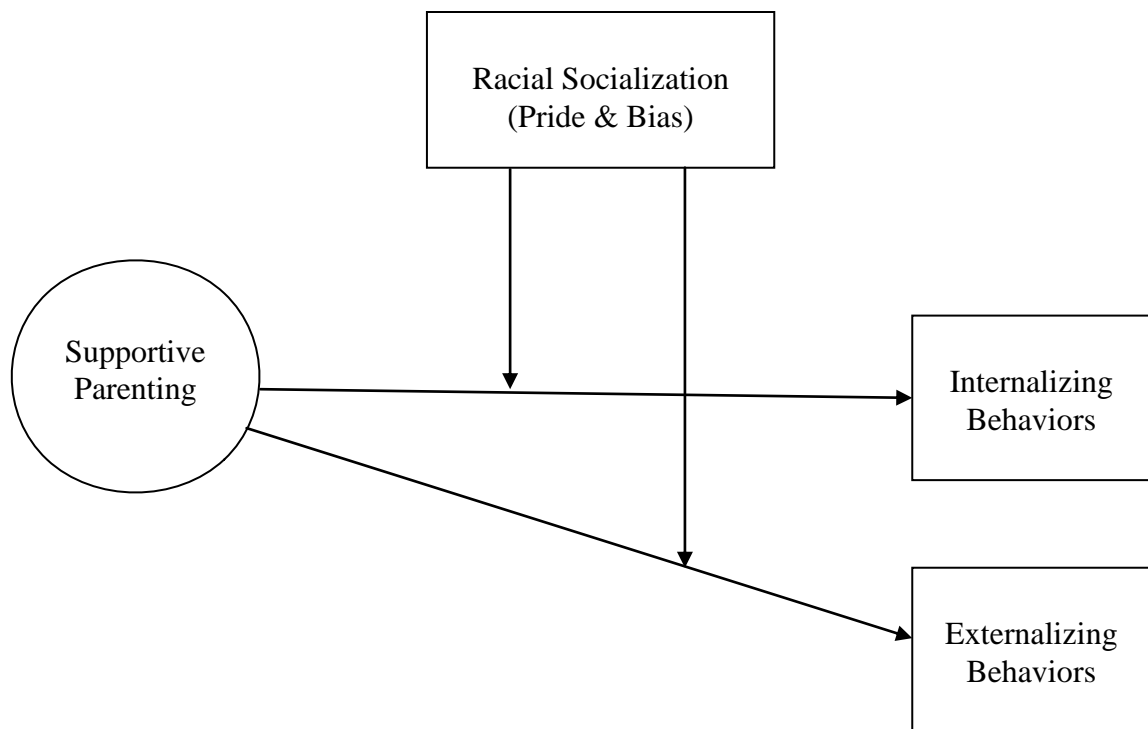 Racial Socialization
(Pride & Bias)
Supportive
Parenting
Internalizing
Behaviors
Externalizing
Behaviors